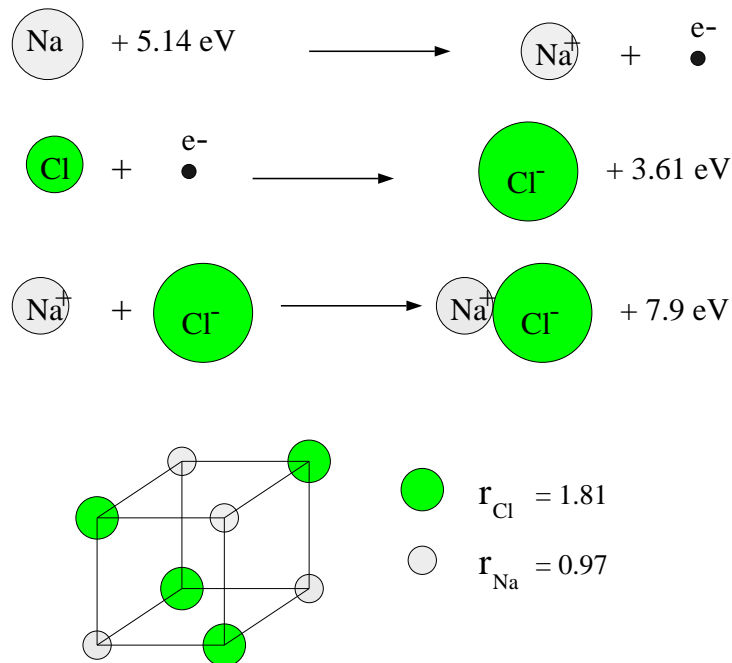 e-
Na + 5.14 eV Na+ +
e-
Cl + Cl- + 3.61 eV
Na+ + Cl- Na+ Cl- + 7.9 eV
rCl = 1.81
rNa = 0.97